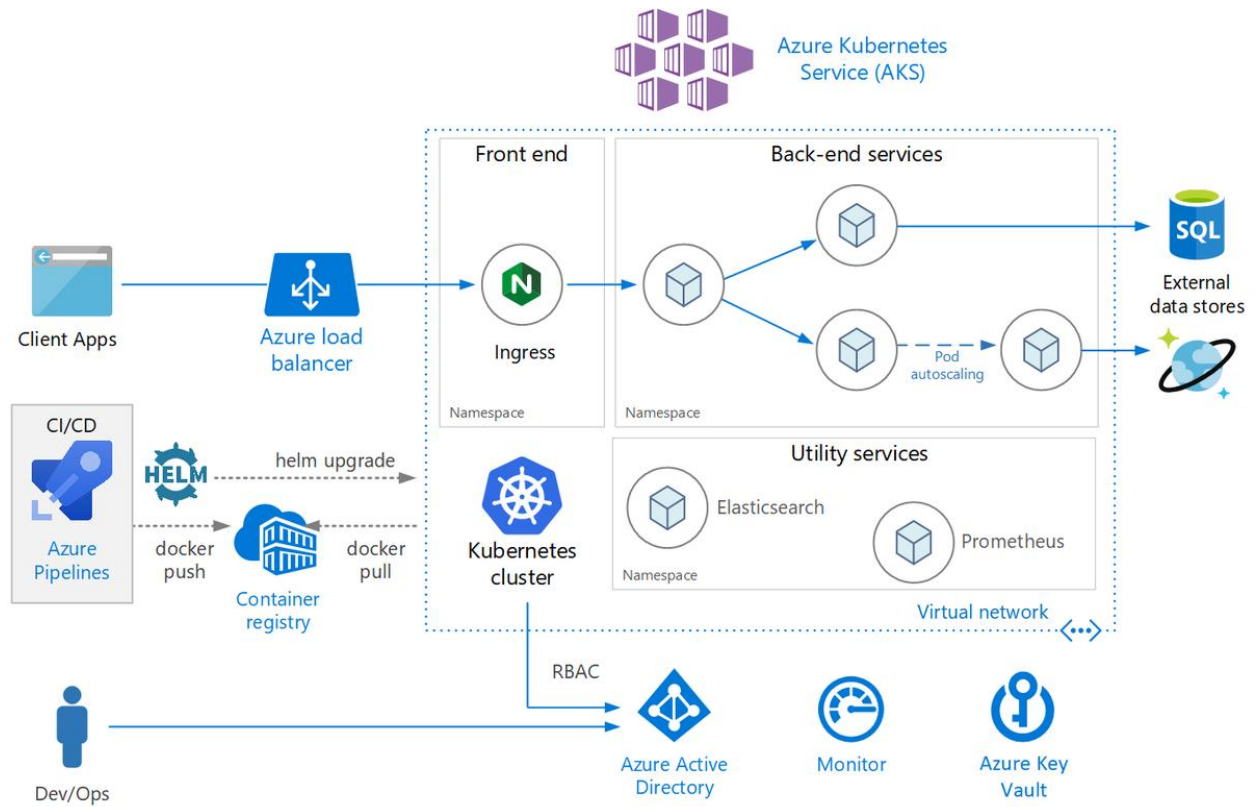 Azure Kubernetes
Service (AKS)
Front end
Back-end services
SQL
External
data stores
N
Client Apps
Azure load
balancer
Ingress
Pod
autoscaling
Namespace
Namespace
CI/CD
HELM
helm upgrade
Azure
Pipelines
docker
push
docker
pull
Container
registry
Kubernetes
cluster
Utility services
Elasticsearch
Prometheus
Namespace
Virtual network
RBAC
Dev/Ops
Azure Active
Directory
Monitor
Azure Key
Vault